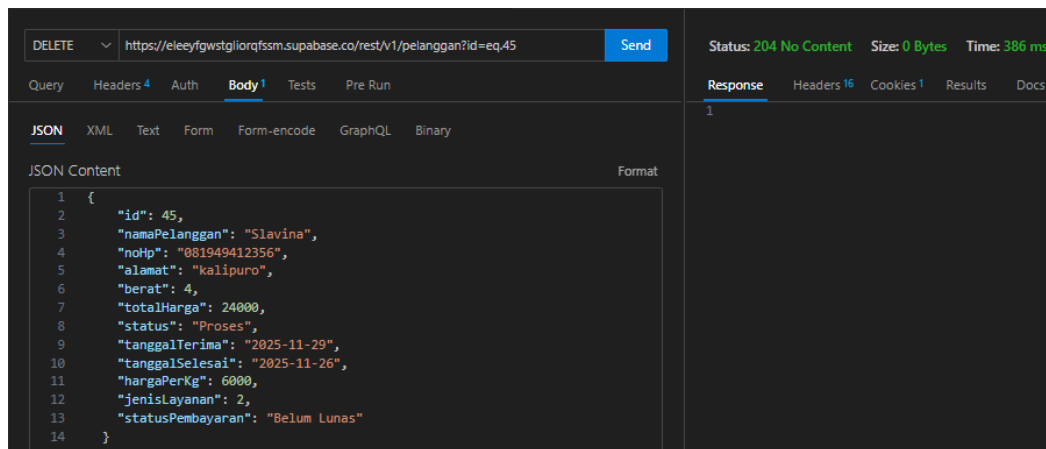 DELETE https://eleeyfgwstgliorqfssm.supabase.co/rest/v1/pelanggan?id=eq.45 Send
Query Headers 4 Auth Body 1 Tests Pre Run
JSON XML Text Form Form-encode GraphQL Binary
JSON Content Format
1 {
2 "id": 45,
3 "namaPelanggan": "Slavina",
4 "noHp": "081949412356",
5 "alamat": "kalipuro",
6 "berat": 4,
7 "totalHarga": 24000,
8 "status": "Proses",
9 "tanggalTerima": "2025-11-29",
10 "tanggalSelesai": "2025-11-26",
11 "hargaPerKg": 6000,
12 "jenisLayanan": 2,
13 "statusPembayaran": "Belum Lunas"
14 }
Status: 204 No Content Size: 0 Bytes Time: 386 ms
Response Headers 16 Cookies 1 Results Docs
1